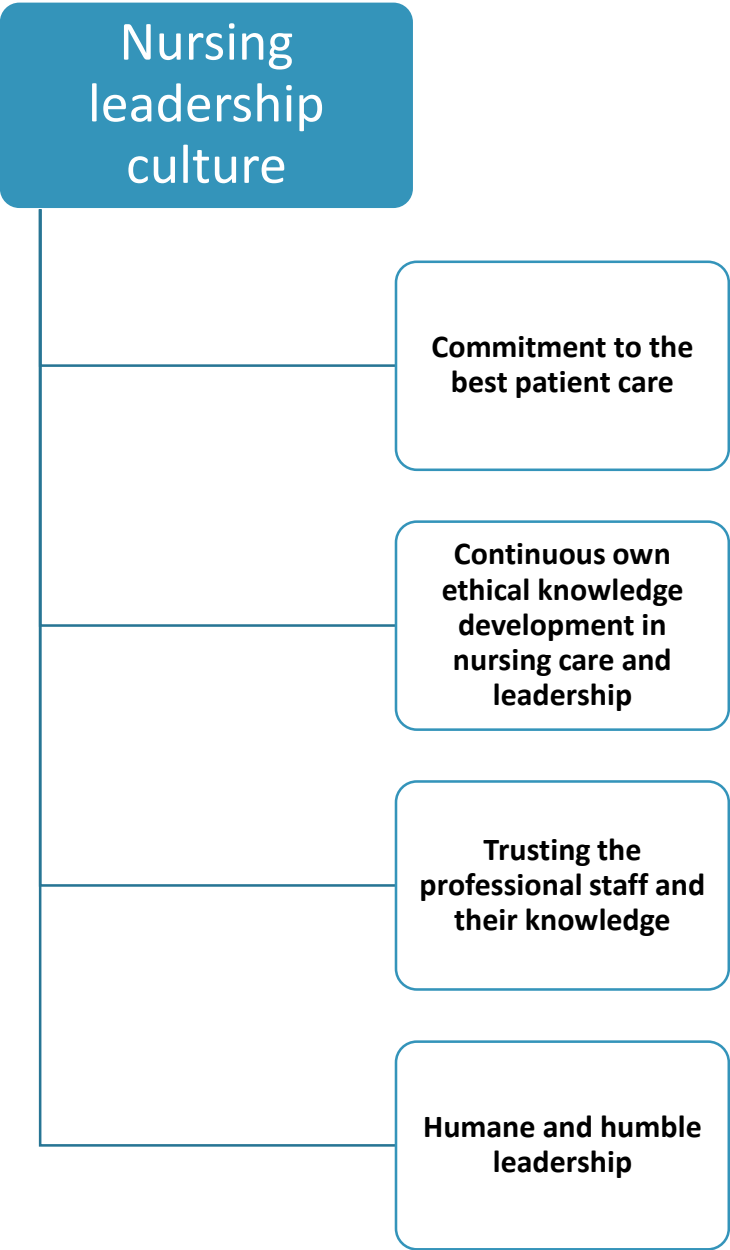 Nursing
leadership
culture
Commitment to the
best patient care
Continuous own
ethical knowledge
development in
nursing care and
leadership
Trusting the
professional staff and
their knowledge
Humane and humble
leadership